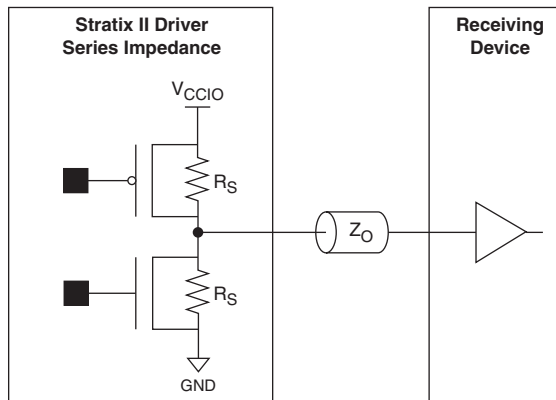 Stratix II Driver
Series Impedance
Receiving
Device
VCCIO
RS
ZO
RS
GND